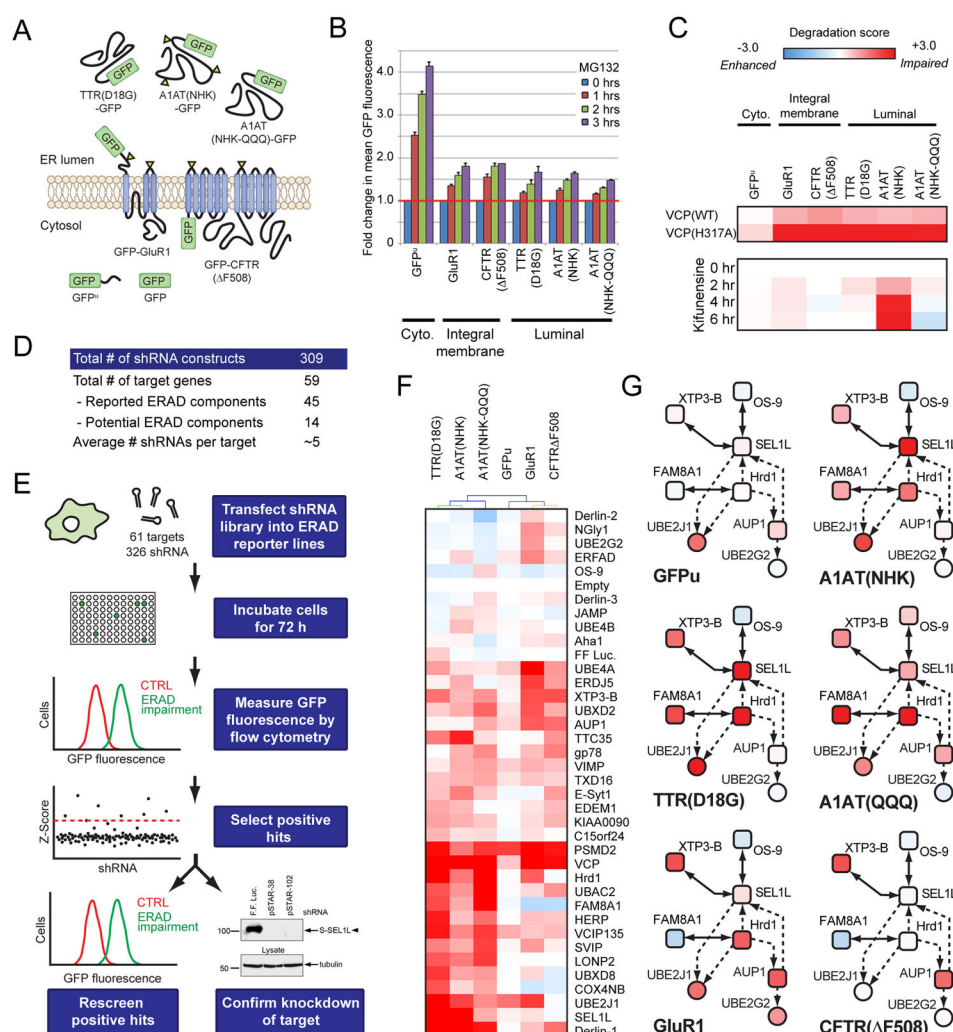 A
GFP
TTR(D18G)
-GFP
GFP
A1AT(NHK)
-GFP
GFP
A1AT
(NHK-QQQ)-GFP
GFP
ER lumen
Cytosol
GFP-GluR1
GFP
GFP-CFTR
(ΔF508)
GFP
GFPu
GFP
GFP
B
Fold change in mean GFP fluorescence
4.0
3.0
2.0
1.0
0
MG132
0 hrs
1 hrs
2 hrs
3 hrs
GFPu
GluR1
CFTR
(ΔF508)
TTR
(D18G)
A1AT
(NHK)
A1AT
(NHK-QQQ)
Cyto.
Integral
membrane
Luminal
C
Degradation score
-3.0
Enhanced
+3.0
Impaired
Cyto.
Integral
membrane
Luminal
GFPu
GluR1
CFTR
(ΔF508)
TTR
(D18G)
A1AT
(NHK)
A1AT
(NHK-QQQ)
VCP(WT)
VCP(H317A)
Kifunensine
0 hr
2 hr
4 hr
6 hr
D
Total # of shRNA constructs 309
Total # of target genes 59
- Reported ERAD components 45
- Potential ERAD components 14
Average # shRNAs per target ~5
E
61 targets
326 shRNA
Transfect shRNA
library into ERAD
reporter lines
Incubate cells
for 72 h
Cells
CTRL
ERAD
impairment
GFP fluorescence
Measure GFP
fluorescence by
flow cytometry
Z-Score
shRNA
Select positive
hits
Cells
CTRL
ERAD
impairment
GFP fluorescence
F.F. Luc.
pSTAR-38
pSTAR-102
shRNA
100
S-SEL1L
Lysate
50
tubulin
Rescreen
positive hits
Confirm knockdown
of target
F
TTR(D18G)
A1AT(NHK)
A1AT(NHK-QQQ)
GFPu
GluR1
CFTRΔF508
Derlin-2
NGly1
UBE2G2
ERFAD
OS-9
Empty
Derlin-3
JAMP
UBE4B
Aha1
FF Luc.
UBE4A
ERDJ5
XTP3-B
UBXD2
AUP1
TTC35
gp78
VIMP
TXD16
E-Syt1
EDEM1
KIAA0090
C15orf24
PSMD2
VCP
Hrd1
UBAC2
FAM8A1
HERP
VCIP135
SVIP
LONP2
UBXD8
COX4NB
UBE2J1
SEL1L
Derlin-1
G
XTP3-B
OS-9
SEL1L
FAM8A1
Hrd1
UBE2J1
AUP1
UBE2G2
GFPu
XTP3-B
OS-9
SEL1L
FAM8A1
Hrd1
UBE2J1
AUP1
UBE2G2
A1AT(NHK)
XTP3-B
OS-9
SEL1L
FAM8A1
Hrd1
UBE2J1
AUP1
UBE2G2
TTR(D18G)
XTP3-B
OS-9
SEL1L
FAM8A1
Hrd1
UBE2J1
AUP1
UBE2G2
A1AT(QQQ)
XTP3-B
OS-9
SEL1L
FAM8A1
Hrd1
UBE2J1
AUP1
UBE2G2
GluR1
XTP3-B
OS-9
SEL1L
FAM8A1
Hrd1
UBE2J1
AUP1
UBE2G2
CFTR(ΔF508)